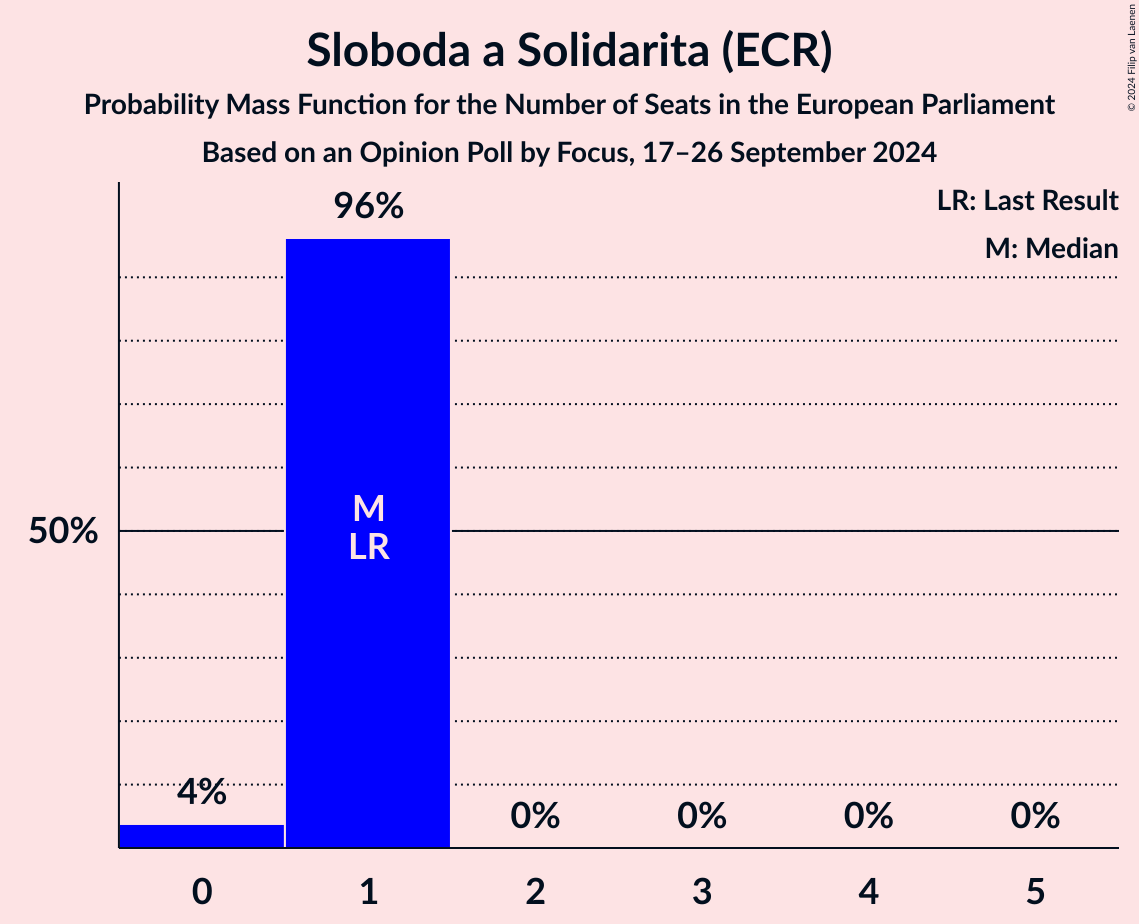 Sloboda a Solidarita (ECR)
Probability Mass Function for the Number of Seats in the European Parliament
Based on an Opinion Poll by Focus, 17–26 September 2024
© 2024 Filip van Laenen
LR: Last Result
M: Median
96%
50%
M
LR
4%
0%
0%
0%
0%
0
1
2
3
4
5